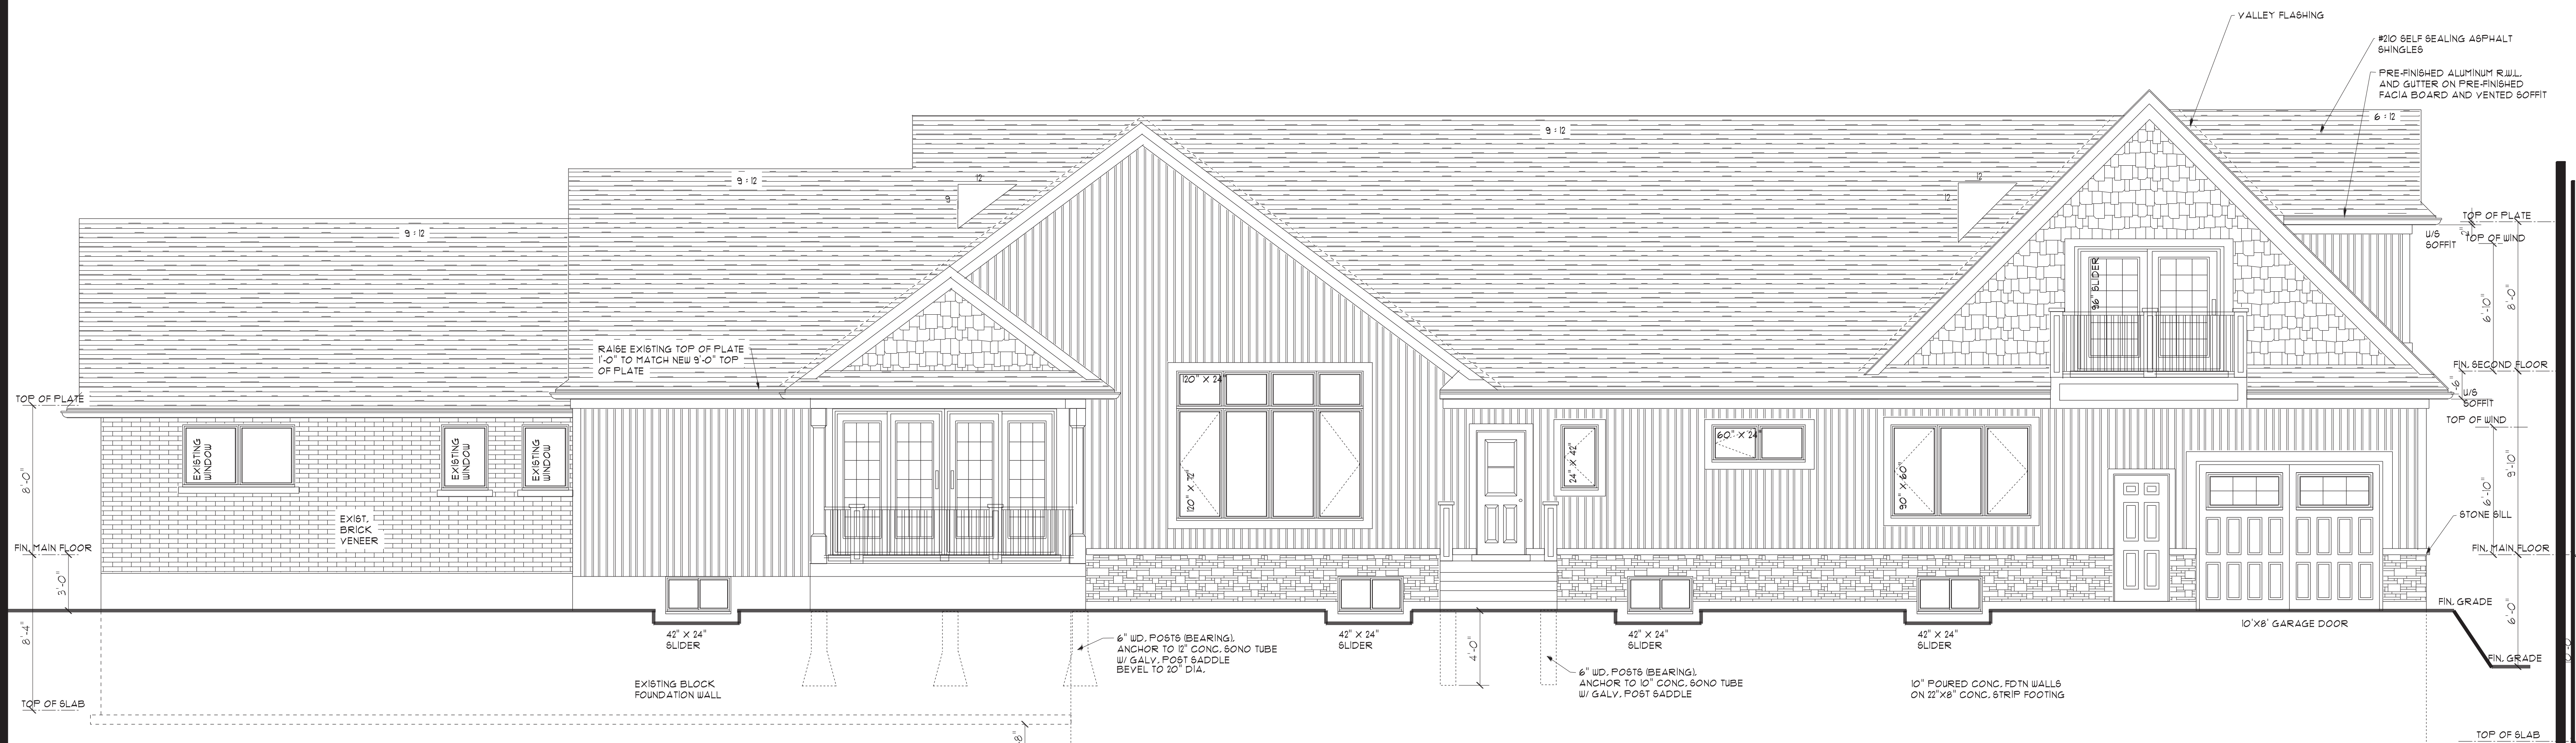 VALLEY FLASHING
#210 SELF SEALING ASPHALT
SHINGLES
PRE-FINISHED ALUMINUM R.W.L.
AND GUTTER ON PRE-FINISHED
FACIA BOARD AND VENTED SOFFIT
6 : 12
9 : 12
9 : 12
12
9
12
12
9 : 12
TOP OF PLATE
2"
U/S
SOFFIT
TOP OF WIND
96" SLIDER
6'-10"
8'-0"
RAISE EXISTING TOP OF PLATE
1'-0" TO MATCH NEW 9'-0" TOP
OF PLATE
FIN. SECOND FLOOR
U/S
SOFFIT
120" X 24"
TOP OF PLATE
TOP OF WIND
EXISTING
WINDOW
EXISTING
WINDOW
EXISTING
WINDOW
60" X 24"
24" X 42"
120" X 72"
90" X 60"
8'-0"
6'-10"
9'-10"
EXIST.
BRICK
VENEER
STONE SILL
FIN. MAIN FLOOR
FIN. MAIN FLOOR
3'-0"
FIN. GRADE
6'-0"
10'X8' GARAGE DOOR
8'-4"
42" X 24"
SLIDER
42" X 24"
SLIDER
42" X 24"
SLIDER
42" X 24"
SLIDER
6" WD. POSTS (BEARING),
ANCHOR TO 12" CONC. SONO TUBE
W/ GALV. POST SADDLE
BEVEL TO 20" DIA.
4'-0"
FIN. GRADE
6" WD. POSTS (BEARING),
ANCHOR TO 10" CONC. SONO TUBE
W/ GALV. POST SADDLE
EXISTING BLOCK
FOUNDATION WALL
10" POURED CONC. FDTN WALLS
ON 22"X8" CONC. STRIP FOOTING
TOP OF SLAB
TOP OF SLAB